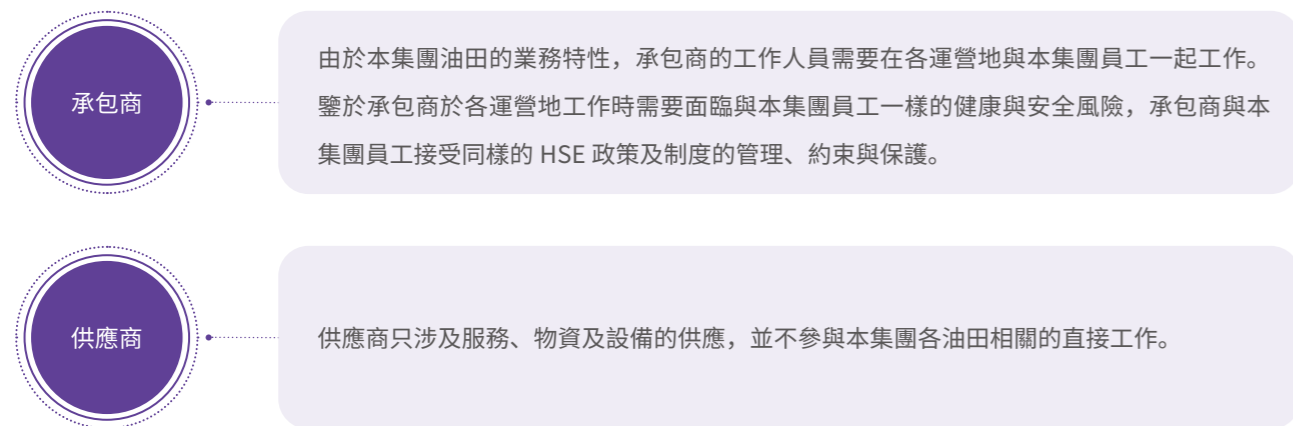 承包商
由於本集團油田的業務特性，承包商的工作人員需要在各運營地與本集團員工一起工作。
鑒於承包商於各運營地工作時需要面臨與本集團員工一樣的健康與安全風險，承包商與本
集團員工接受同樣的 HSE 政策及制度的管理、約束與保護。
供應商
供應商只涉及服務、物資及設備的供應，並不參與本集團各油田相關的直接工作。